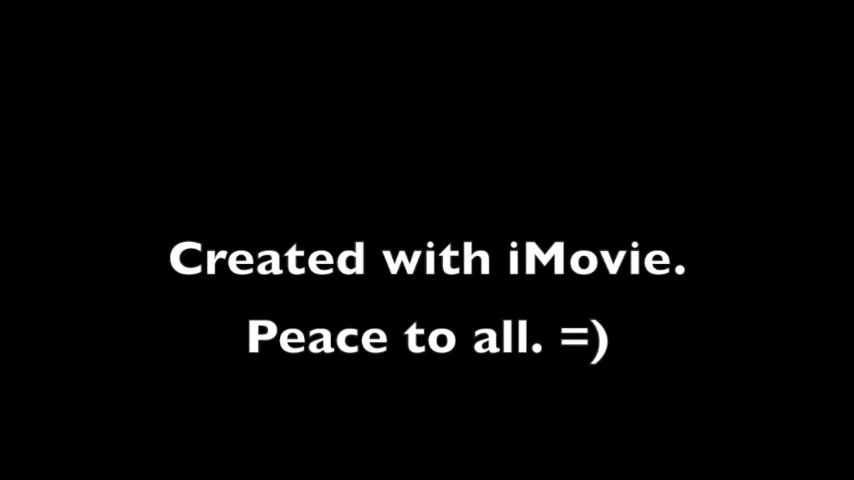 Created with iMovie.
Peace to all. =)